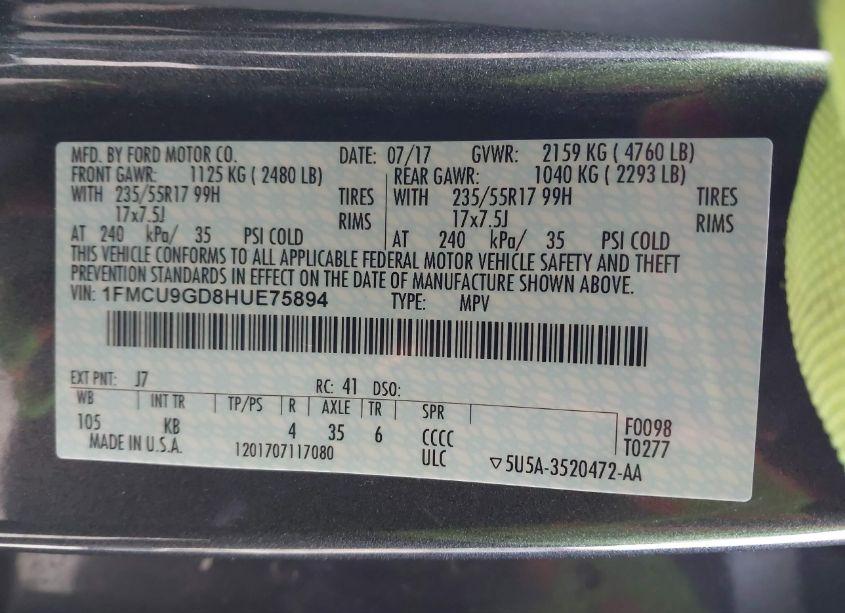 MFD. BY FORD MOTOR CO. DATE: 07/17 GVWR: 2159 KG ( 4760 LB)
FRONT GAWR: 1125 KG ( 2480 LB) REAR GAWR: 1040 KG ( 2293 LB)
WITH 235/55R17 99H TIRES WITH 235/55R17 99H TIRES
17x7.5J RIMS 17x7.5J RIMS
AT 240 kPa/ 35 PSI COLD AT 240 kPa/ 35 PSI COLD
THIS VEHICLE CONFORMS TO ALL APPLICABLE FEDERAL MOTOR VEHICLE SAFETY AND THEFT
PREVENTION STANDARDS IN EFFECT ON THE DATE OF MANUFACTURE SHOWN ABOVE.
VIN: 1FMCU9GD8HUE75894 TYPE: MPV
EXT PNT: J7 RC: 41 DSO:
WB INT TR TP/PS R AXLE TR SPR
105 KB 4 35 6 CCCC F0098
MADE IN U.S.A. 1201707117080 ULC T0277
▽5U5A-3520472-AA